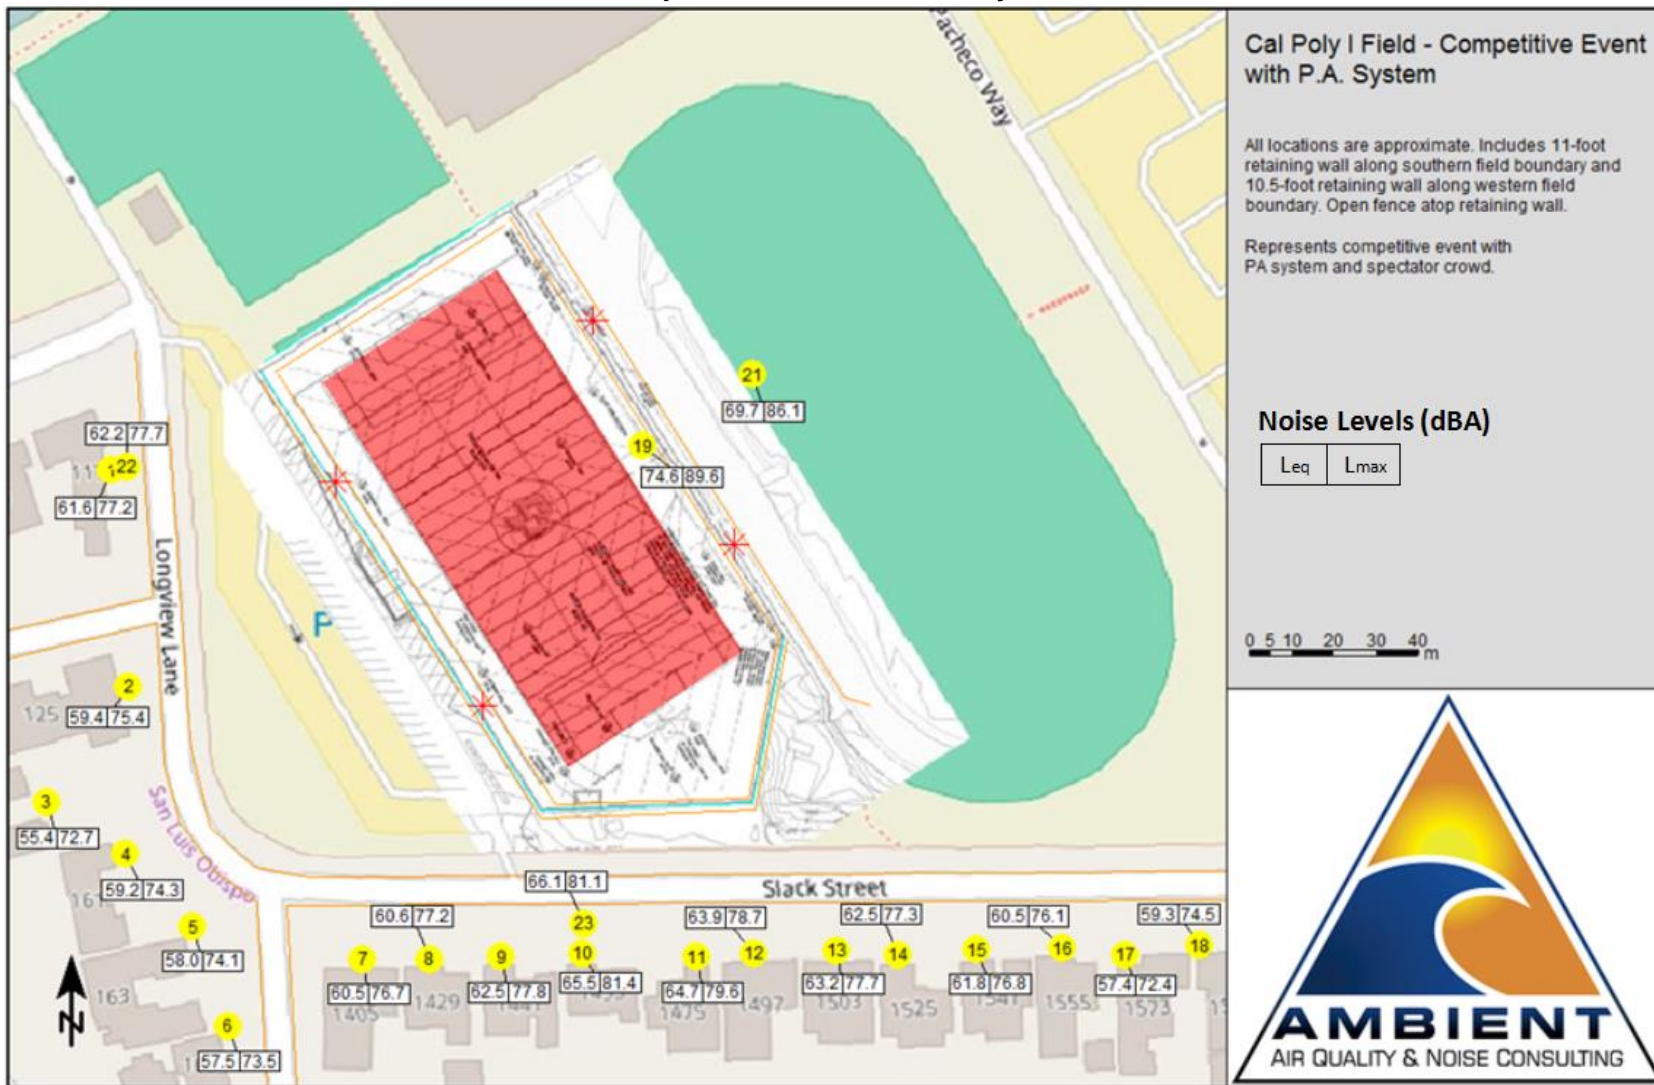 Cal Poly I Field - Competitive Event
with P.A. System
All locations are approximate. Includes 11-foot
retaining wall along southern field boundary and
10.5-foot retaining wall along western field
boundary. Open fence atop retaining wall.
Represents competitive event with
PA system and spectator crowd.
Noise Levels (dBA)
Leq Lmax
0 5 10 20 30 40 m
AMBIENT
AIR QUALITY & NOISE CONSULTING
Pacheco Way
21
69.7 86.1
19
74.6 89.6
62.2 77.7
22
61.6 77.2
Longview Lane
P
2
125
59.4 75.4
3
55.4 72.7
San Luis Obispo
4
59.2 74.3
5
58.0 74.1
163
6
57.5 73.5
N
Slack Street
66.1 81.1
23
60.6 77.2
63.9 78.7
62.5 77.3
60.5 76.1
59.3 74.5
7 8 9 10 11 12 13 14 15 16 17 18
60.5 76.7
62.5 77.8
65.5 81.4
64.7 79.6
63.2 77.7
61.8 76.8
57.4 72.4
1405 1429 1441 1475 1497 1503 1525 1541 1555 1573